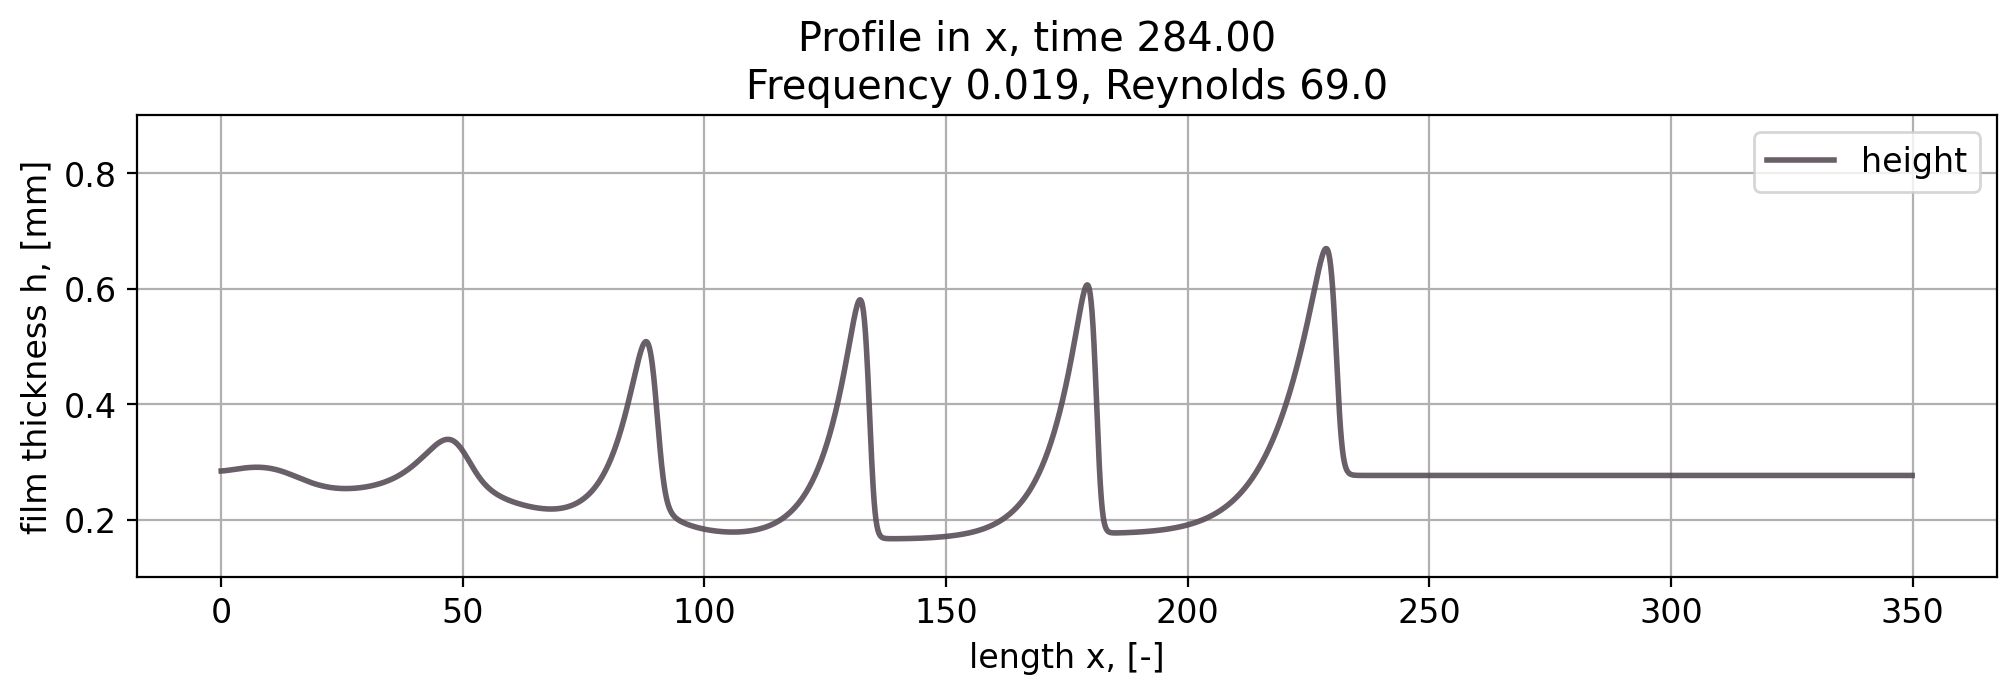 Profile in x, time 284.00
Frequency 0.019, Reynolds 69.0
height
film thickness h, [mm]
0.8
0.6
0.4
0.2
0 50 100 150 200 250 300 350
length x, [-]